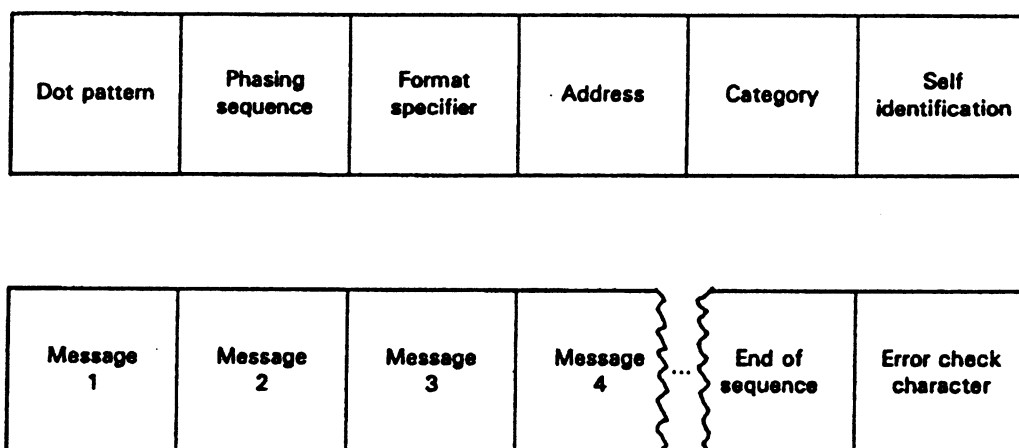 Dot pattern
Phasing
sequence
Format
specifier
Address
Category
Self
identification
Message
1
Message
2
Message
3
Message
4
...
End of
sequence
Error check
character